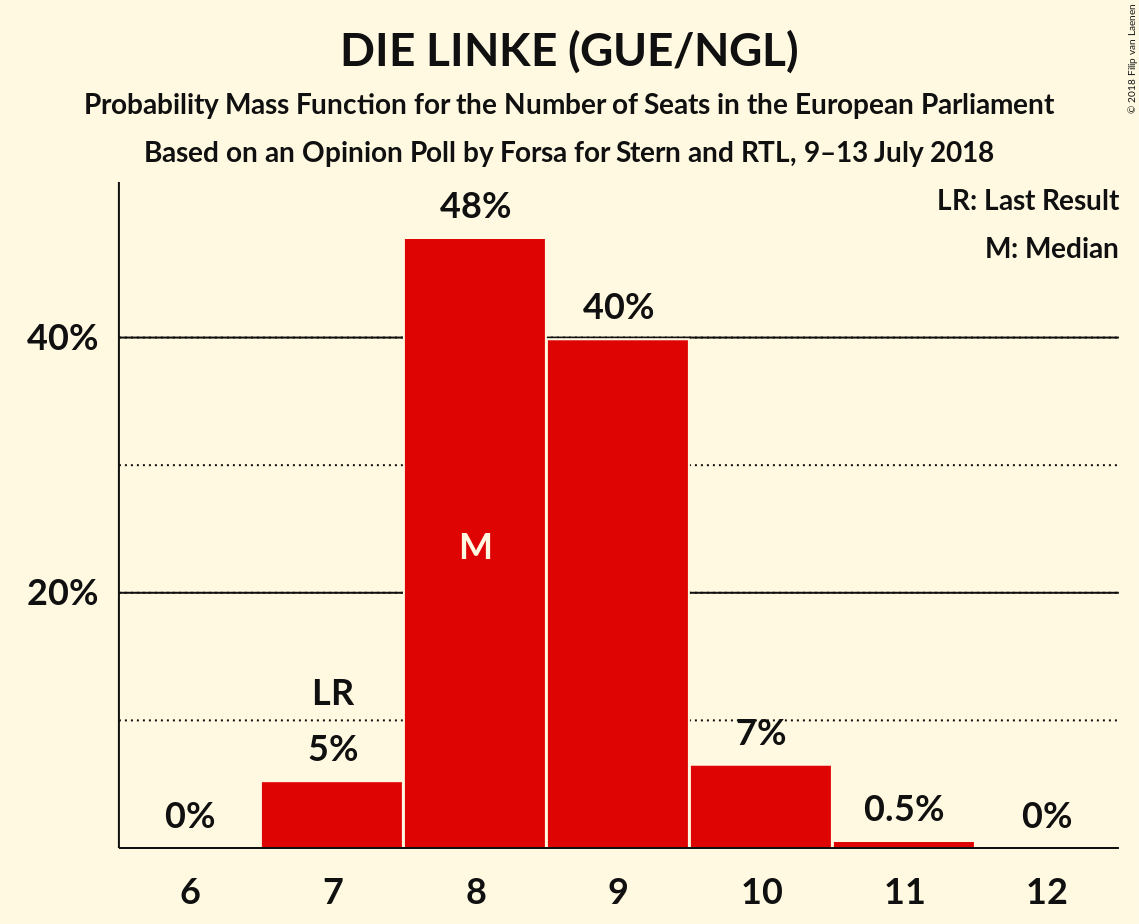 DIE LINKE (GUE/NGL)
Probability Mass Function for the Number of Seats in the European Parliament
Based on an Opinion Poll by Forsa for Stern and RTL, 9–13 July 2018
© 2018 Filip van Laenen
LR: Last Result
M: Median
48%
40%
40%
M
20%
LR
5%
7%
0%
0.5%
0%
6 7 8 9 10 11 12